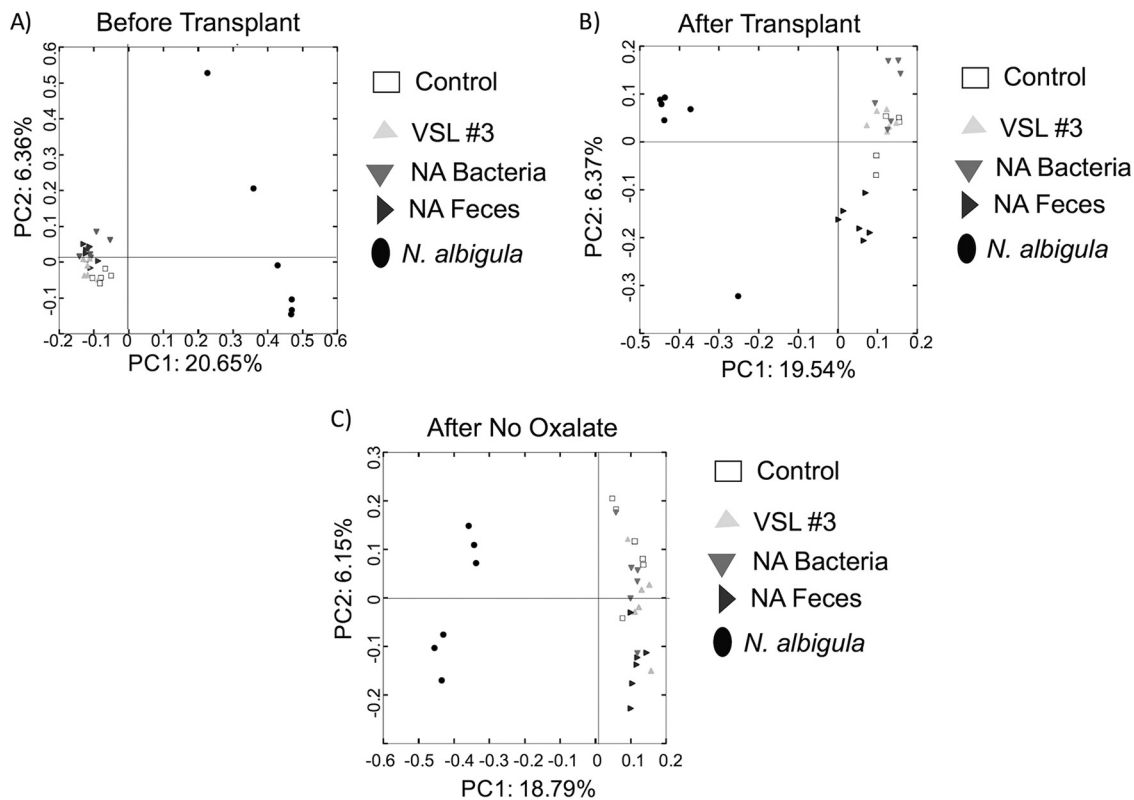 A) Before Transplant
PC2: 6.36%
0.6
0.5
0.4
0.3
0.2
0.1
0
-0.1
-0.2 -0.1 0 0.1 0.2 0.3 0.4 0.5 0.6
PC1: 20.65%
Control
VSL #3
NA Bacteria
NA Feces
N. albigula
B) After Transplant
PC2: 6.37%
0.2
0.1
0
-0.1
-0.2
-0.3
-0.5 -0.4 -0.3 -0.2 -0.1 0 0.1 0.2
PC1: 19.54%
Control
VSL #3
NA Bacteria
NA Feces
N. albigula
C) After No Oxalate
PC2: 6.15%
0.3
0.2
0.1
0
-0.1
-0.2
-0.6 -0.5 -0.4 -0.3 -0.2 -0.1 0 0.1 0.2
PC1: 18.79%
Control
VSL #3
NA Bacteria
NA Feces
N. albigula